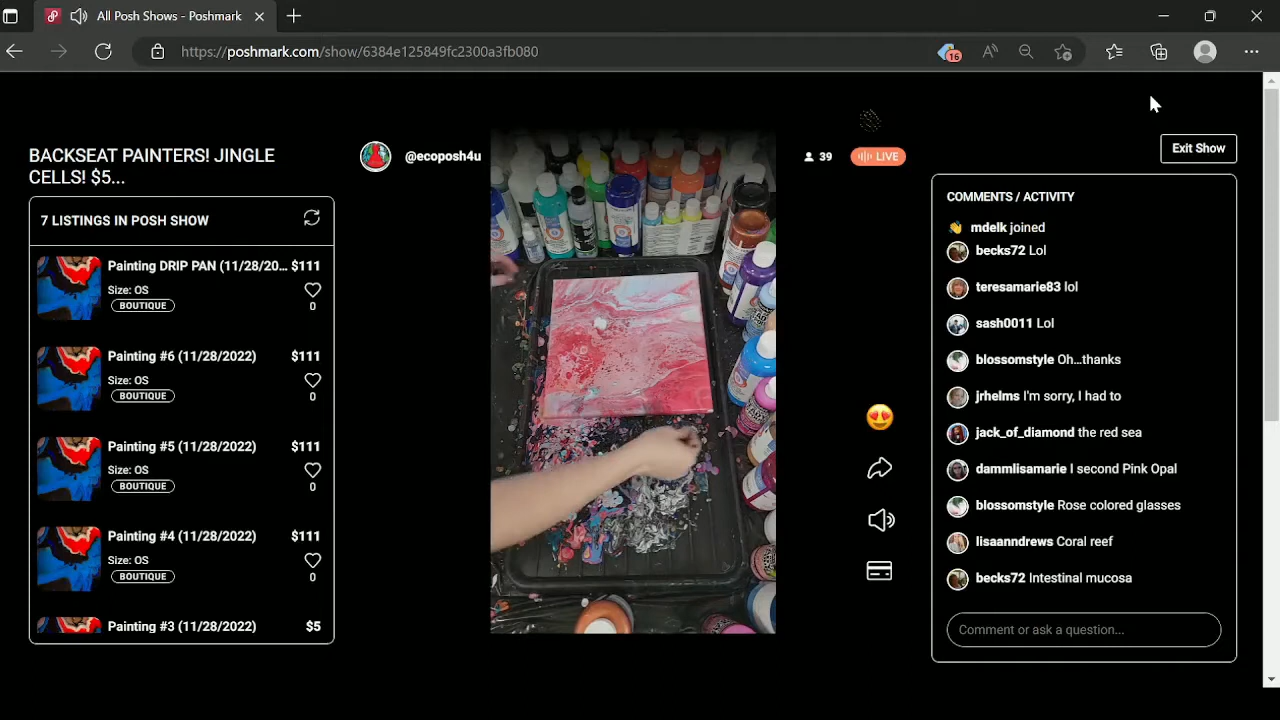 All Posh Shows - Poshmark
https://poshmark.com/show/6384e125849fc2300a3fb080
16
BACKSEAT PAINTERS! JINGLE
CELLS! $5...
@ecoposh4u
39
LIVE
Exit Show
7 LISTINGS IN POSH SHOW
Painting DRIP PAN (11/28/20... $111
Size: OS
BOUTIQUE
0
Painting #6 (11/28/2022) $111
Size: OS
BOUTIQUE
0
Painting #5 (11/28/2022) $111
Size: OS
BOUTIQUE
0
Painting #4 (11/28/2022) $111
Size: OS
BOUTIQUE
0
Painting #3 (11/28/2022) $5
COMMENTS / ACTIVITY
mdelk joined
becks72 Lol
teresamarie83 lol
sash0011 Lol
blossomstyle Oh...thanks
jrhelms I'm sorry, I had to
jack_of_diamond the red sea
dammlisamarie I second Pink Opal
blossomstyle Rose colored glasses
lisaanndrews Coral reef
becks72 Intestinal mucosa
Comment or ask a question...